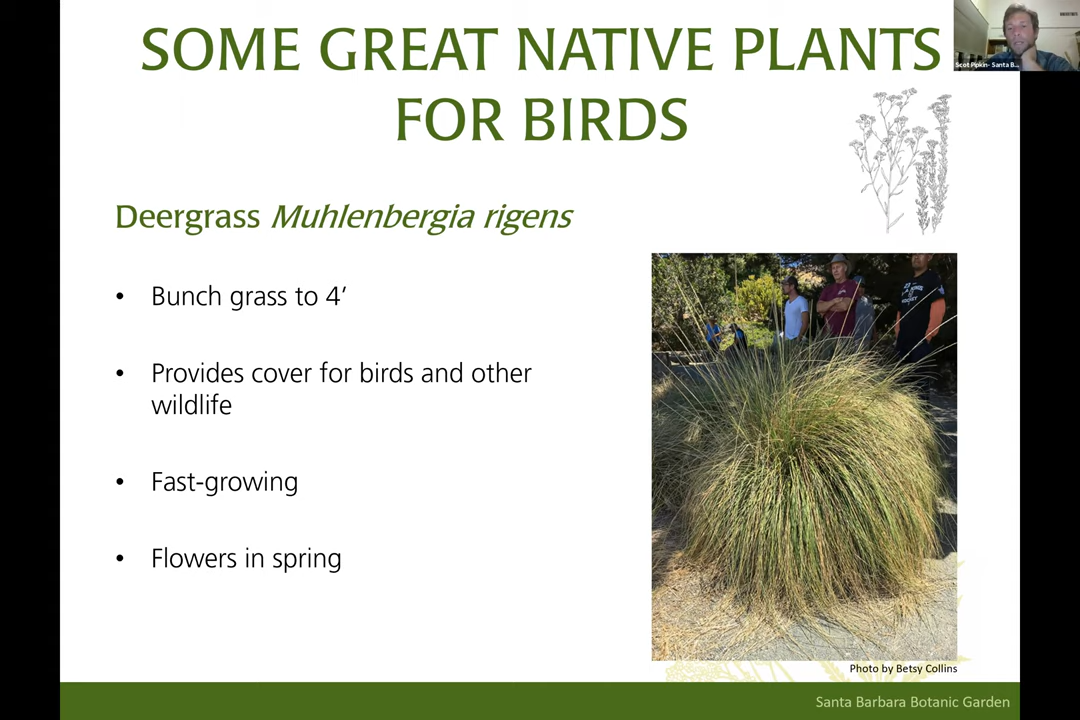 SOME GREAT NATIVE PLANTS
FOR BIRDS
Scot Pipkin- Santa B...
Deergrass Muhlenbergia rigens
• Bunch grass to 4’
• Provides cover for birds and other
wildlife
• Fast-growing
• Flowers in spring
Photo by Betsy Collins
Santa Barbara Botanic Garden